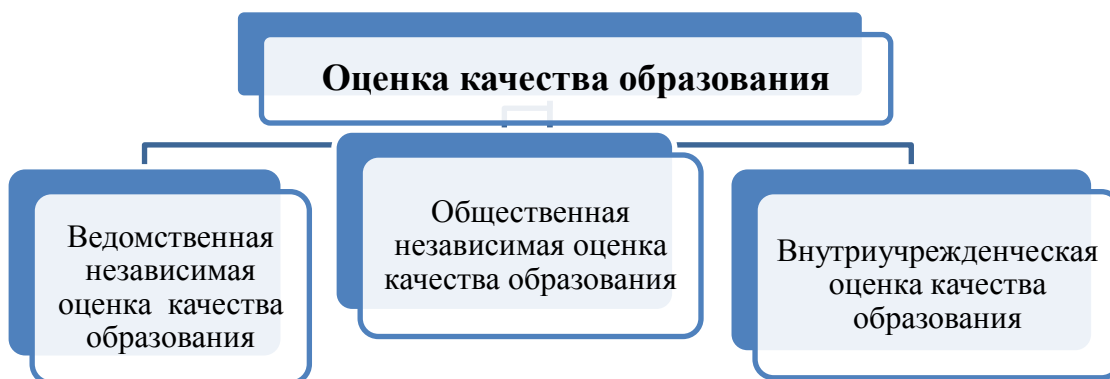 Оценка качества образования
Ведомственная
независимая
оценка качества
образования
Общественная
независимая оценка
качества образования
Внутриучрежденческая
оценка качества
образования